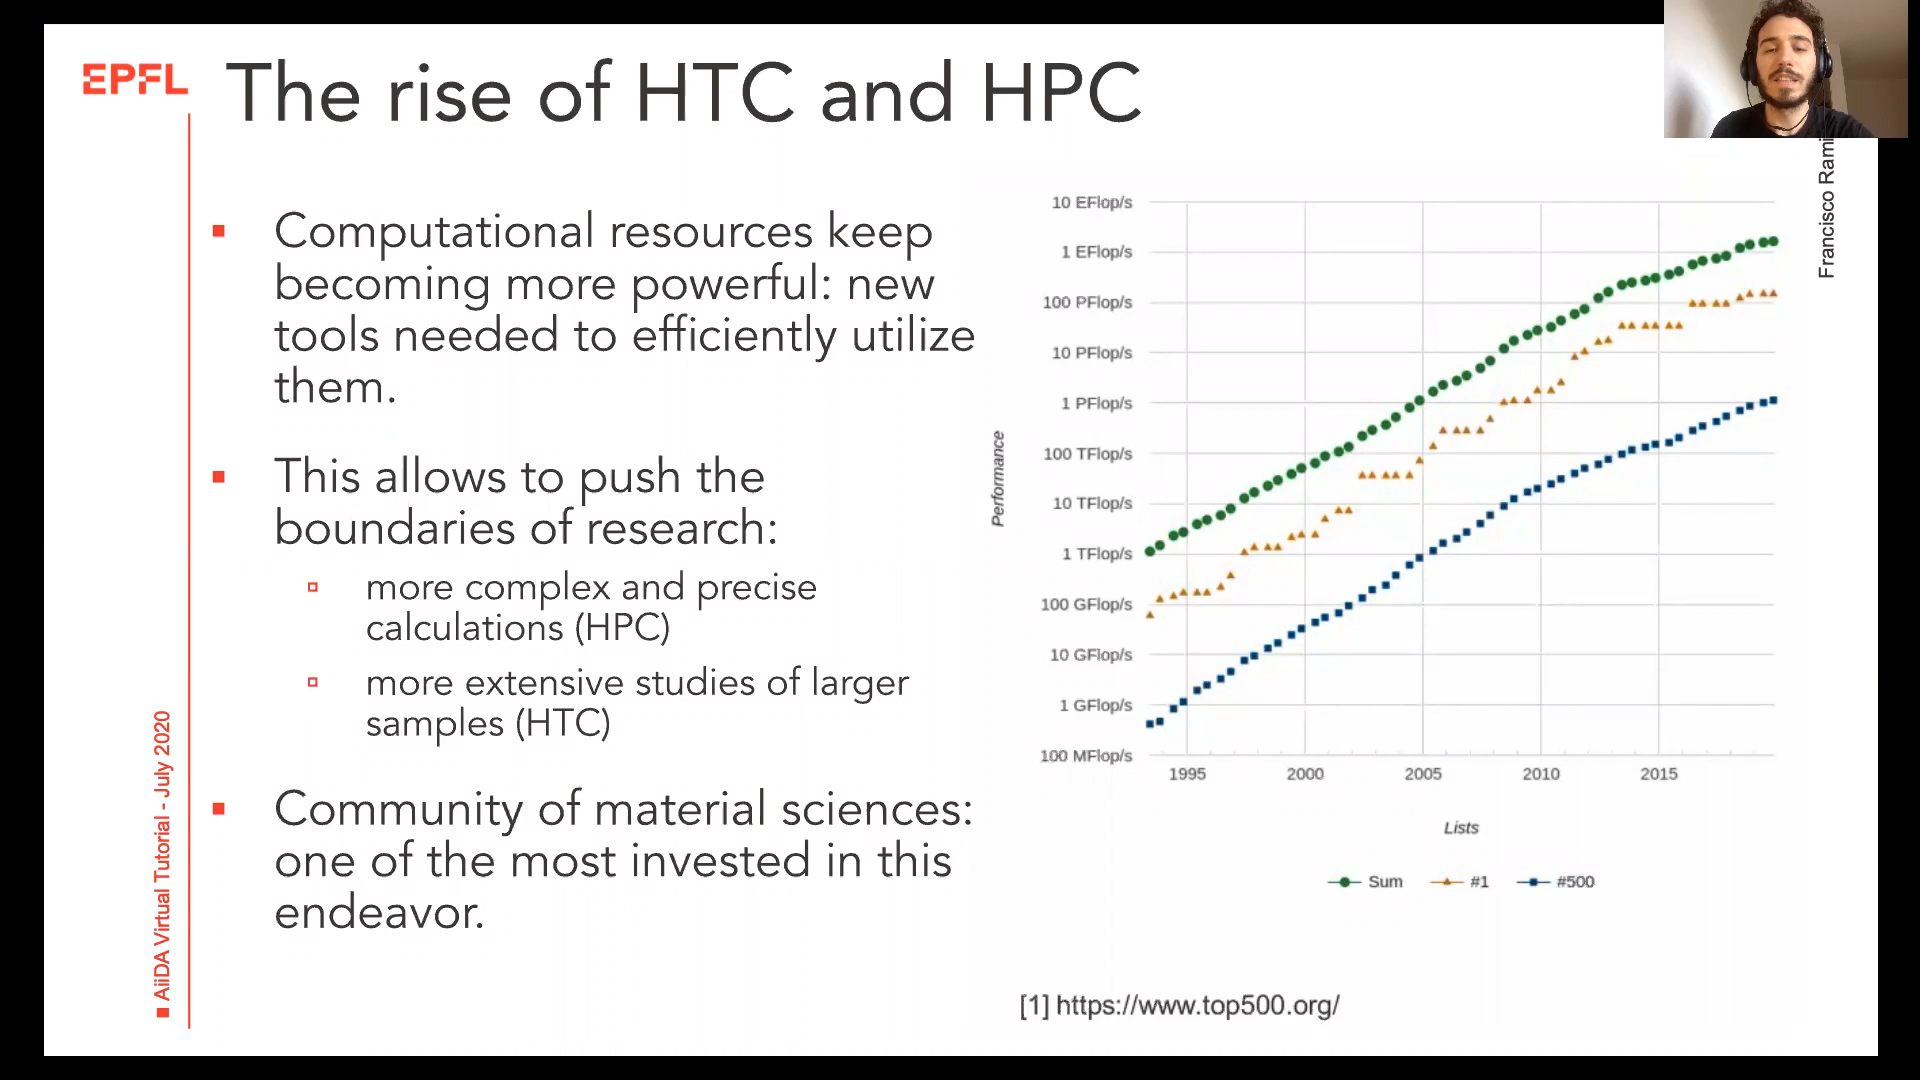 EPFL
The rise of HTC and HPC
Computational resources keep
becoming more powerful: new
tools needed to efficiently utilize
them.
This allows to push the
boundaries of research:
more complex and precise
calculations (HPC)
more extensive studies of larger
samples (HTC)
Community of material sciences:
one of the most invested in this
endeavor.
AiiDA Virtual Tutorial - July 2020
Francisco
10 EFlop/s
1 EFlop/s
100 PFlop/s
10 PFlop/s
1 PFlop/s
100 TFlop/s
10 TFlop/s
1 TFlop/s
100 GFlop/s
10 GFlop/s
1 GFlop/s
100 MFlop/s
Performance
1995 2000 2005 2010 2015
Lists
Sum #1 #500
[1] https://www.top500.org/